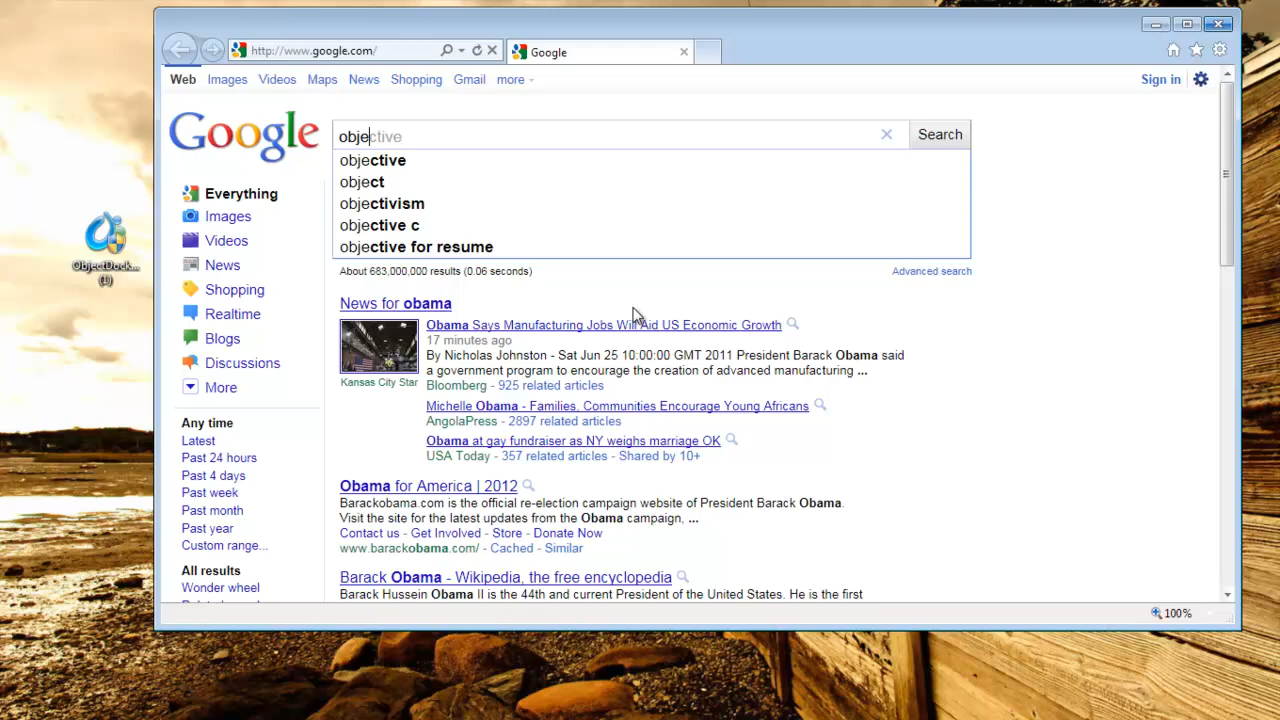 http://www.google.com/
Google
Web Images Videos Maps News Shopping Gmail more
Sign in
Google
objective
Search
objective
object
objectivism
objective c
objective for resume
About 683,000,000 results (0.06 seconds)
Advanced search
Everything
Images
Videos
News
Shopping
Realtime
Blogs
Discussions
More
Any time
Latest
Past 24 hours
Past 4 days
Past week
Past month
Past year
Custom range...
All results
Wonder wheel
ObjectDock...
(1)
News for obama
Obama Says Manufacturing Jobs Will Aid US Economic Growth
17 minutes ago
By Nicholas Johnston - Sat Jun 25 10:00:00 GMT 2011 President Barack Obama said
a government program to encourage the creation of advanced manufacturing ...
Kansas City Star
Bloomberg - 925 related articles
Michelle Obama - Families, Communities Encourage Young Africans
AngolaPress - 2897 related articles
Obama at gay fundraiser as NY weighs marriage OK
USA Today - 357 related articles - Shared by 10+
Obama for America | 2012
Barackobama.com is the official re-election campaign website of President Barack Obama.
Visit the site for the latest updates from the Obama campaign, ...
Contact us - Get Involved - Store - Donate Now
www.barackobama.com/ - Cached - Similar
Barack Obama - Wikipedia, the free encyclopedia
Barack Hussein Obama II is the 44th and current President of the United States. He is the first
100%